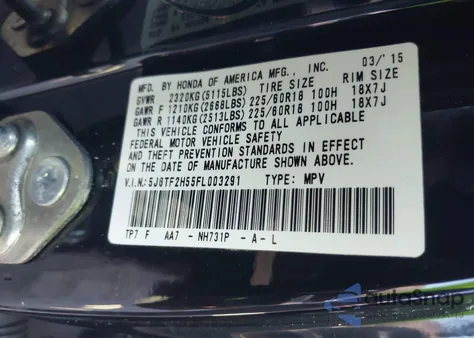 MFD. BY HONDA OF AMERICA MFG., INC. 03/15
GVWR 2320KG(5115LBS) TIRE SIZE RIM SIZE
GAWR F 1210KG(2668LBS) 225/60R18 100H 18X7J
GAWR R 1140KG(2513LBS) 225/60R18 100H 18X7J
THIS VEHICLE CONFORMS TO ALL APPLICABLE
FEDERAL MOTOR VEHICLE SAFETY
AND THEFT PREVENTION STANDARDS IN EFFECT
ON THE DATE OF MANUFACTURE SHOWN ABOVE.
V.I.N:5J8TF2H55FL003291 TYPE: MPV
TP7 F AA7 - NH731P - A - L
autoSnap